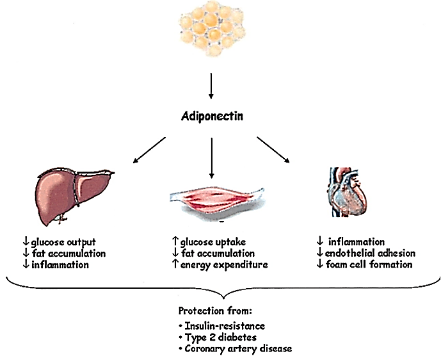 Adiponectin
↓glucose output
↓fat accumulation
↓inflammation
↑ glucose uptake
↓fat accumulation
↑ energy expenditure
↓ inflammation
↓endothelial adhesion
↓ foam cell formation
Protection from:
• Insulin-resistance
• Type 2 diabetes
• Coronary artery disease